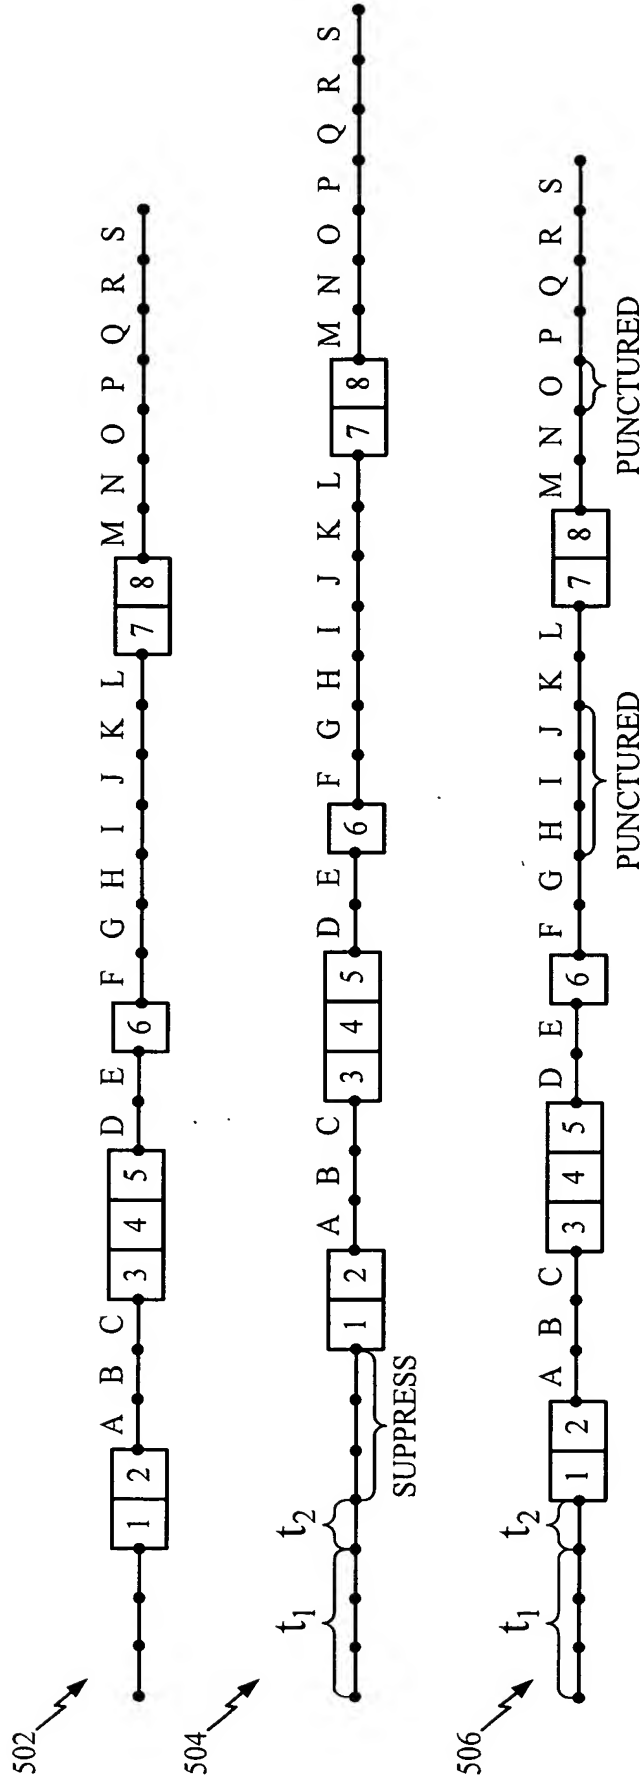 502
1 2 A B C 3 4 5 D E 6 F G H I J K L 7 8 M N O P Q R S
504
t1 t2 SUPPRESS 1 2 A B C 3 4 5 D E 6 F G H I J K L 7 8 M N O P Q R S
506
t1 t2 1 2 A B C 3 4 5 D E 6 F G H I J K L 7 8 M N O P Q R S
PUNCTURED PUNCTURED